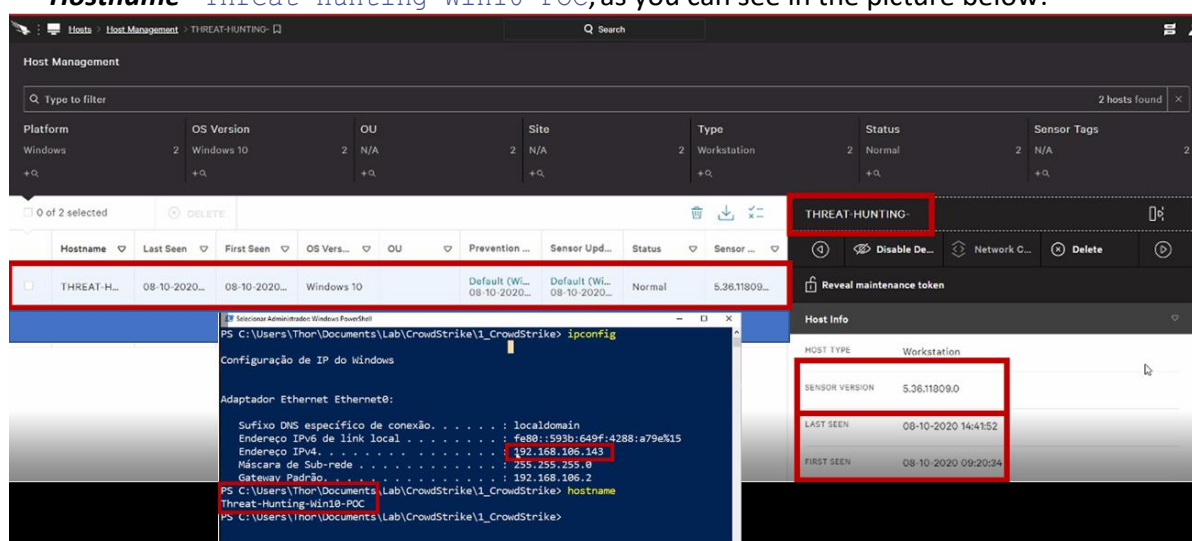 Hostname "Threat-Hunting-Win10-POC, as you can see in the picture below:
Hosts > Host Management > THREAT-HUNTING-
Search
Host Management
Type to filter
2 hosts found
Platform OS Version OU Site Type Status Sensor Tags
Windows 2 Windows 10 2 N/A 2 N/A 2 Workstation 2 Normal 2 N/A 2
0 of 2 selected
DELETE
Hostname Last Seen First Seen OS Vers... OU Prevention ... Sensor Upd... Status Sensor ...
THREAT-H... 08-10-2020... 08-10-2020... Windows 10 Default (Wi... Default (Wi... Normal 5.36.11809...
08-10-2020... 08-10-2020...
THREAT-HUNTING-
Disable De... Network C... Delete
Reveal maintenance token
Host Info
HOST TYPE Workstation
SENSOR VERSION 5.36.11809.0
LAST SEEN 08-10-2020 14:41:52
FIRST SEEN 08-10-2020 09:20:34
Selecionar Administrador: Windows PowerShell
PS C:\Users\Thor\Documents\Lab\CrowdStrike\1_CrowdStrike> ipconfig
Configuração de IP do Windows
Adaptador Ethernet Ethernet0:
Sufixo DNS específico de conexão. . . . . . : localdomain
Endereço IPv6 de link local . . . . . . . . : fe80::593b:649f:4288:a79e%15
Endereço IPv4. . . . . . . . . . . . . . . : 192.168.106.143
Máscara de Sub-rede . . . . . . . . . . . . : 255.255.255.0
Gateway Padrão. . . . . . . . . . . . . . . : 192.168.106.2
PS C:\Users\Thor\Documents\Lab\CrowdStrike\1_CrowdStrike> hostname
Threat-Hunting-Win10-POC
PS C:\Users\Thor\Documents\Lab\CrowdStrike\1_CrowdStrike>